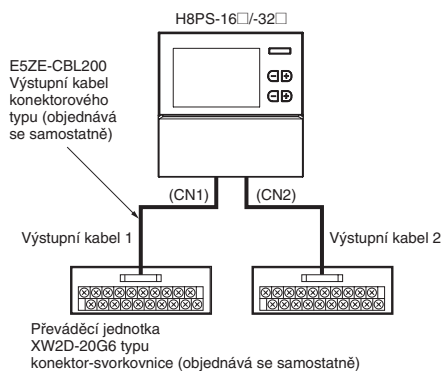 H8PS-16□/-32□
E5ZE-CBL200
Výstupní kabel
konektorového
typu (objednává
se samostatně)
(CN1)
(CN2)
Výstupní kabel 1
Výstupní kabel 2
Převáděcí jednotka
XW2D-20G6 typu
konektor-svorkovnice (objednává se samostatně)